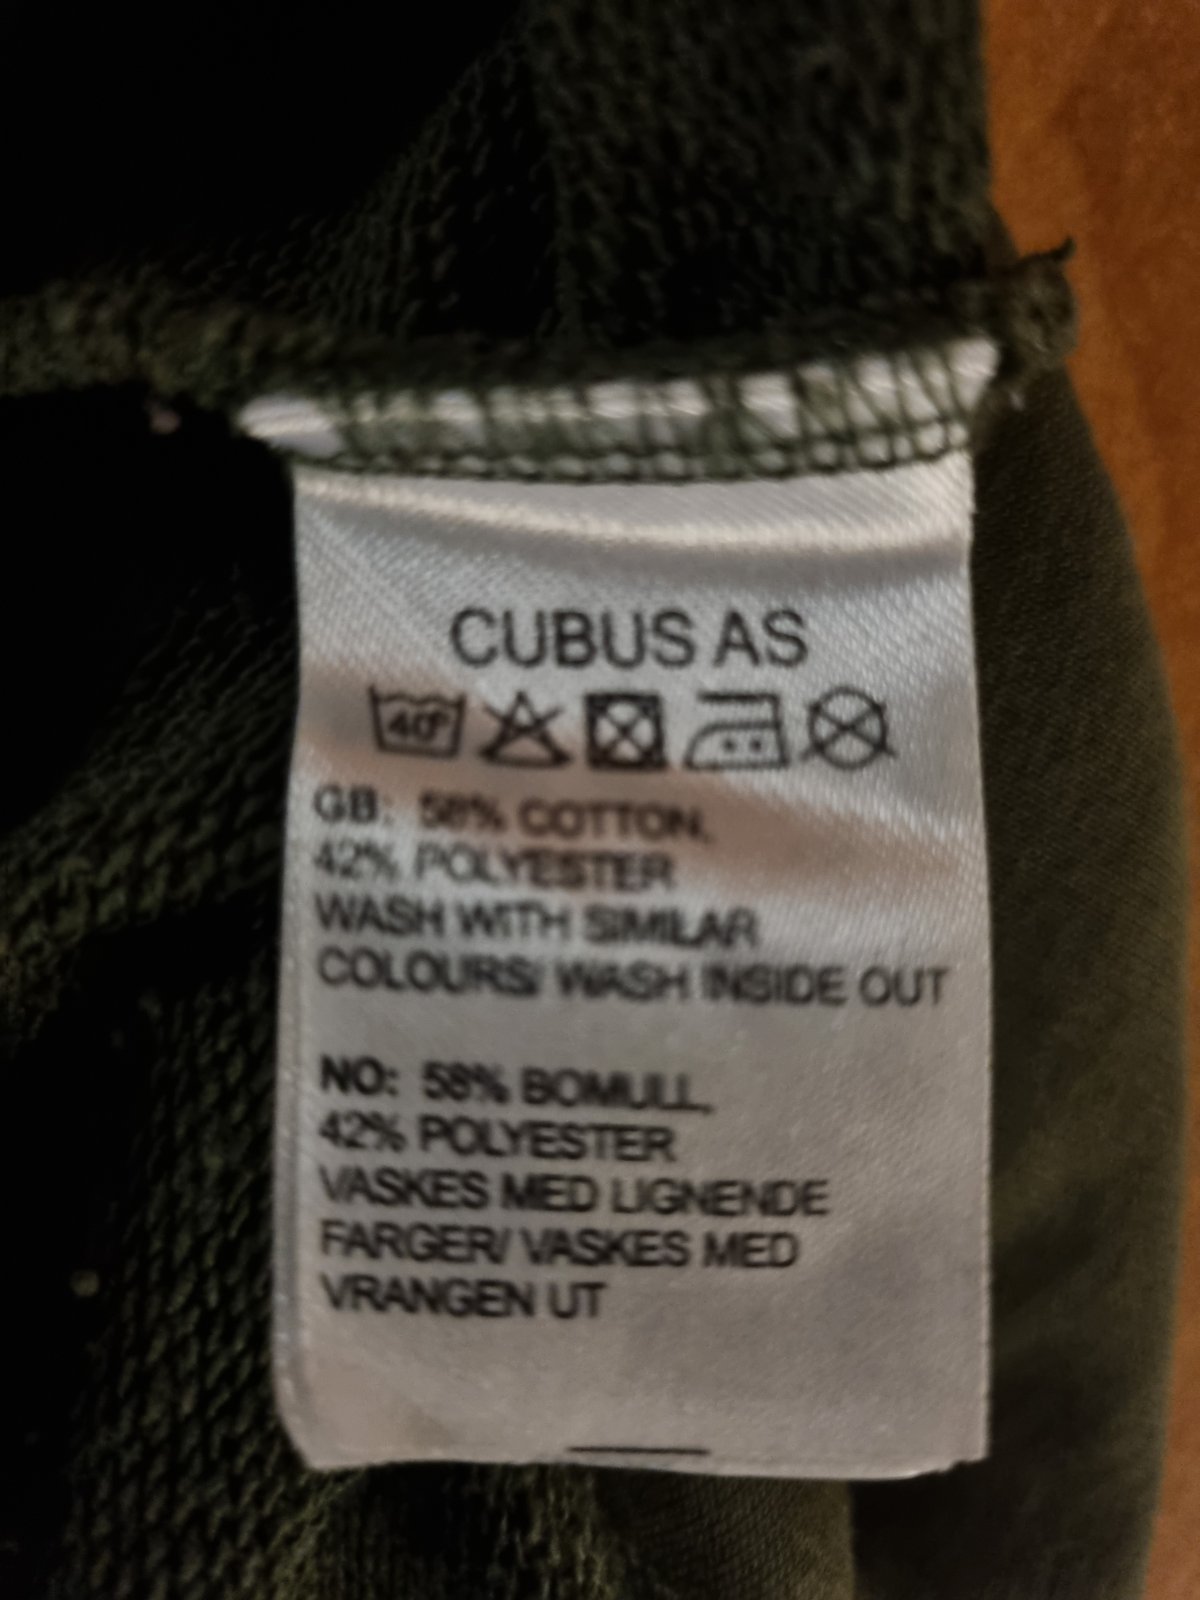 CUBUS AS
40°
GB: 58% COTTON,
42% POLYESTER
WASH WITH SIMILAR
COLOURS/ WASH INSIDE OUT
NO: 58% BOMULL,
42% POLYESTER
VASKES MED LIGNENDE
FARGER/ VASKES MED
VRANGEN UT